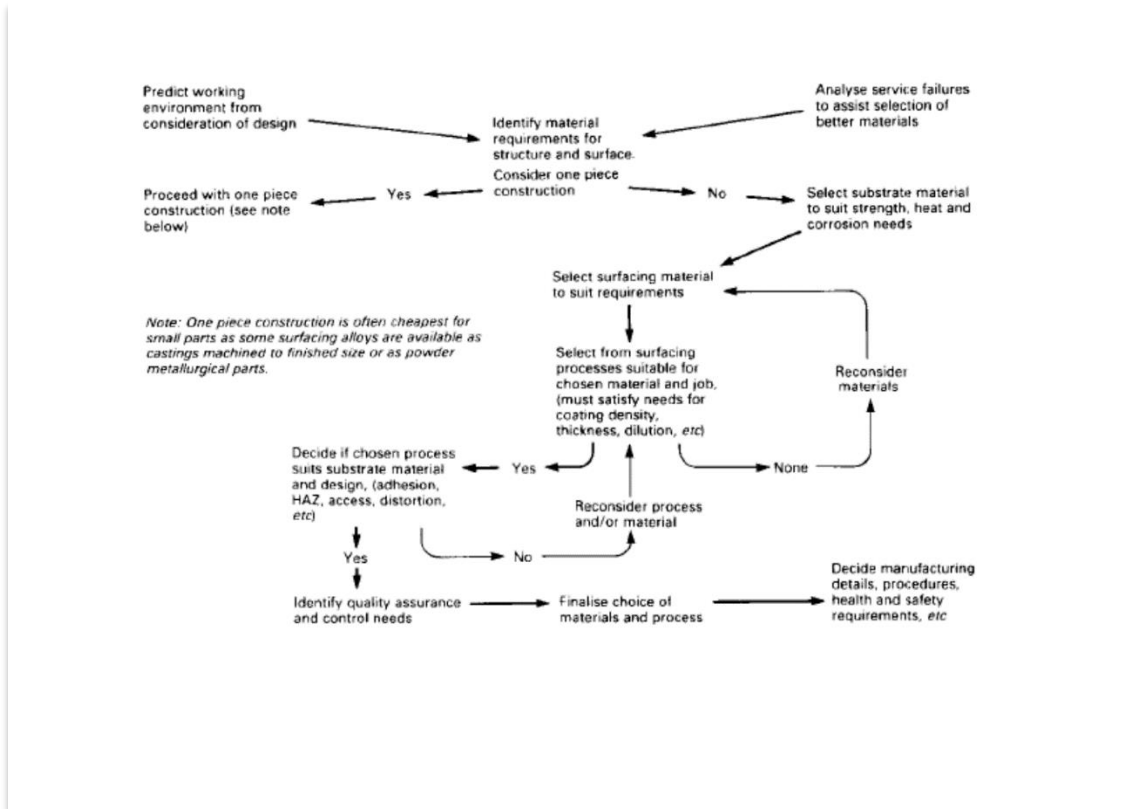 Predict working
environment from
consideration of design
Analyse service failures
to assist selection of
better materials
Identify material
requirements for
structure and surface.
Consider one piece
construction
Yes
No
Proceed with one piece
construction (see note
below)
Select substrate material
to suit strength, heat and
corrosion needs
Select surfacing material
to suit requirements
Note: One piece construction is often cheapest for
small parts as some surfacing alloys are available as
castings machined to finished size or as powder
metallurgical parts.
Select from surfacing
processes suitable for
chosen material and job,
(must satisfy needs for
coating density,
thickness, dilution, etc)
Reconsider
materials
Decide if chosen process
suits substrate material
and design, (adhesion,
HAZ, access, distortion,
etc)
Yes
None
Reconsider process
and/or material
Yes
No
Identify quality assurance
and control needs
Finalise choice of
materials and process
Decide manufacturing
details, procedures,
health and safety
requirements, etc